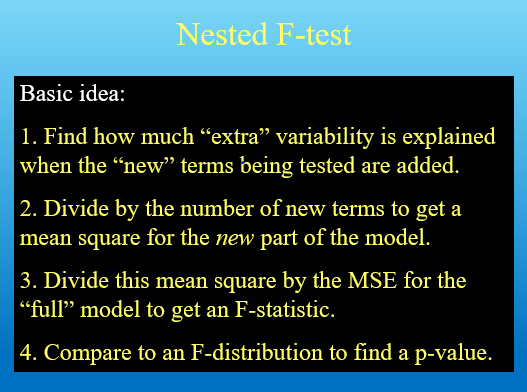 Nested F-test
Basic idea:
1. Find how much “extra” variability is explained
when the “new” terms being tested are added.
2. Divide by the number of new terms to get a
mean square for the new part of the model.
3. Divide this mean square by the MSE for the
“full” model to get an F-statistic.
4. Compare to an F-distribution to find a p-value.